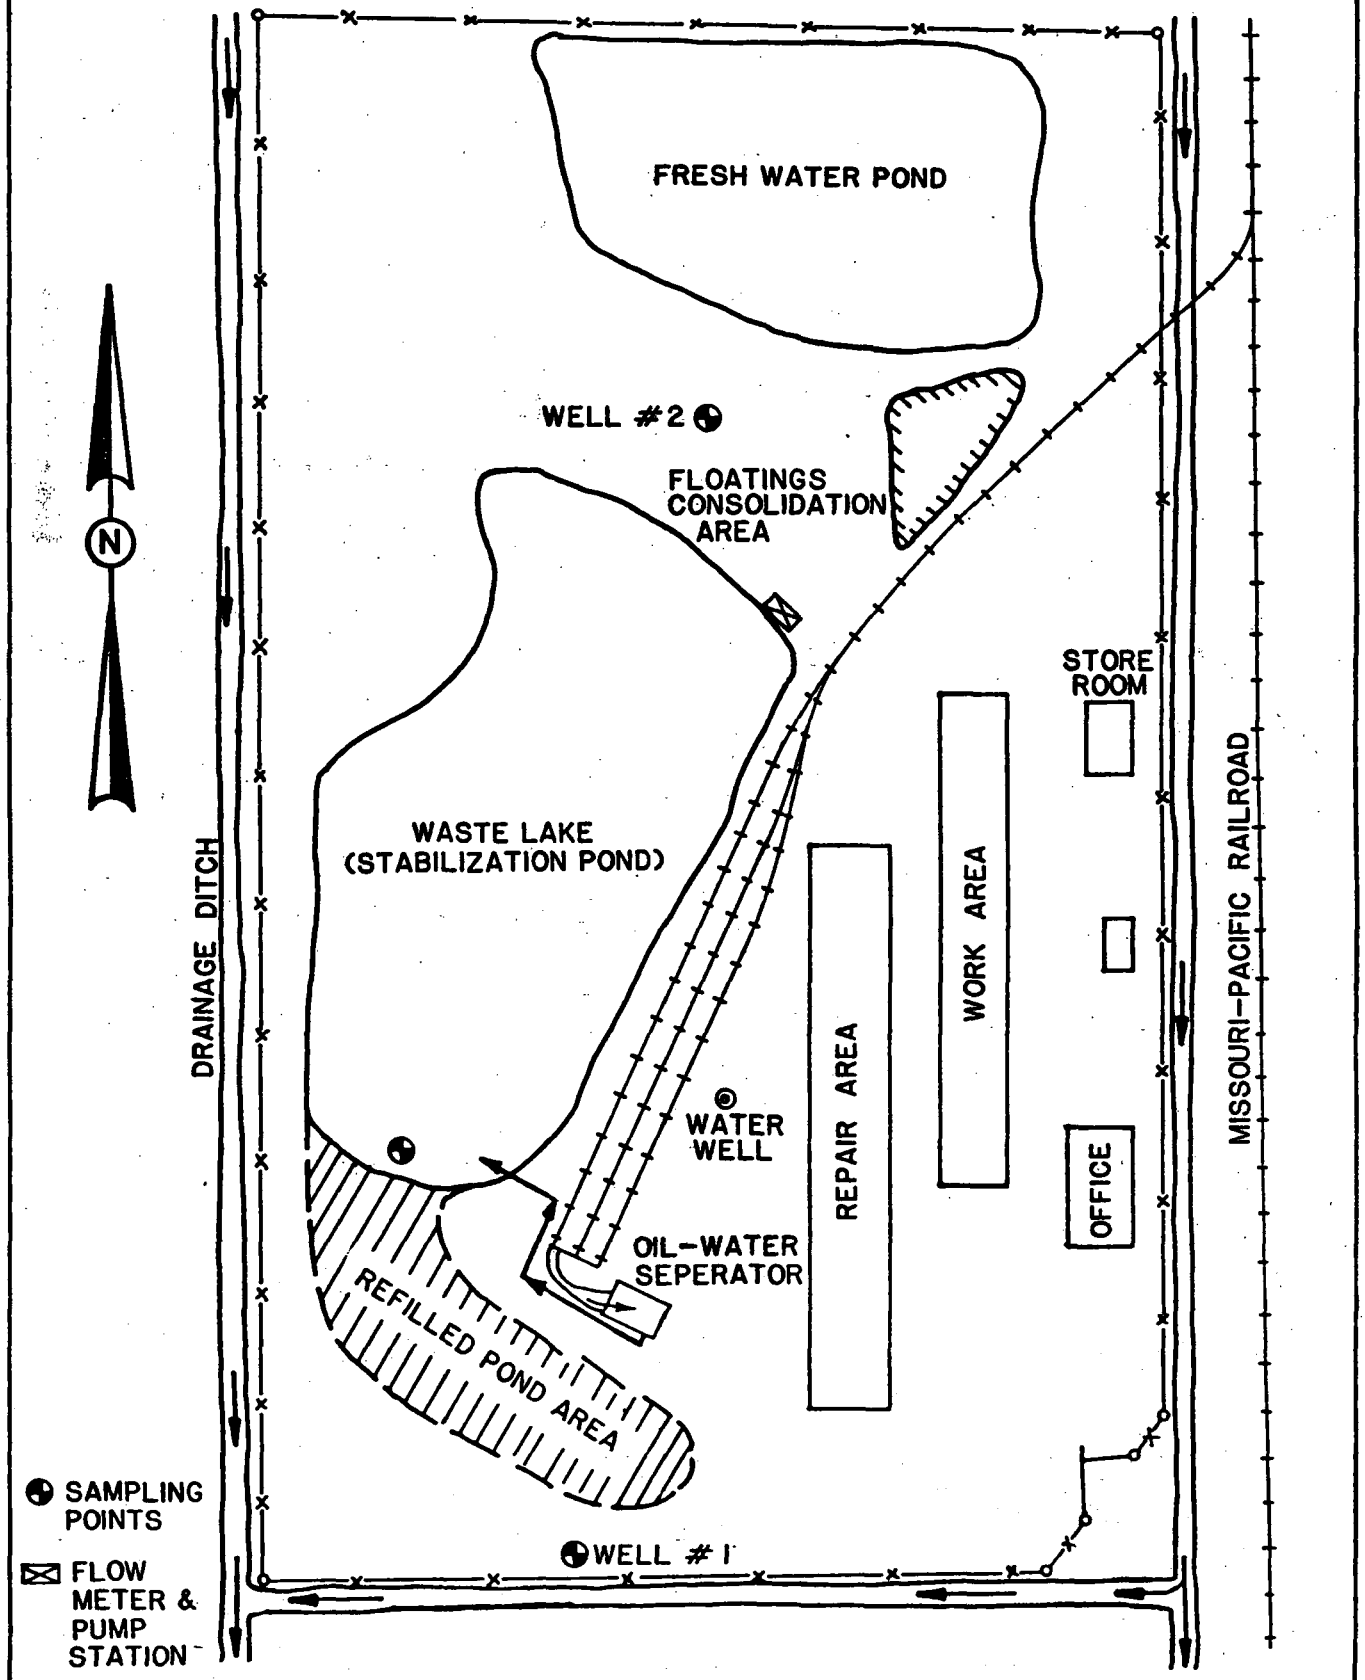 FRESH WATER POND
WELL #2
FLOATINGS
CONSOLIDATION
AREA
N
STORE
ROOM
WASTE LAKE
(STABILIZATION POND)
DRAINAGE DITCH
WORK AREA
MISSOURI-PACIFIC RAILROAD
REPAIR AREA
WATER
WELL
OFFICE
OIL-WATER
SEPERATOR
REFILLED POND AREA
SAMPLING
POINTS
WELL #1
FLOW
METER &
PUMP
STATION